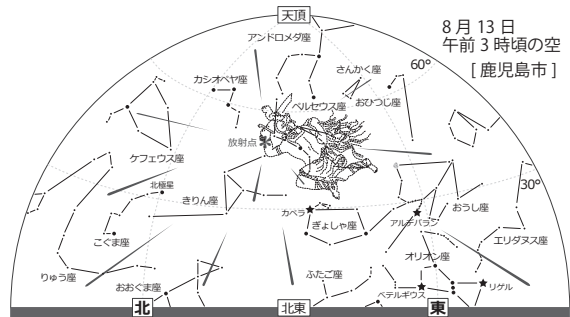 天頂
8月13日
午前3時頃の空
[鹿児島市]
アンドロメダ座
さんかく座
60°
カシオペヤ座
ペルセウス座
おひつじ座
放射点
ケフェウス座
北極星
きりん座
30°
カペラ
おうし座
アルデバラン
ぎょしゃ座
こぐま座
エリダヌス座
オリオン座
りゅう座
ふたご座
おおぐま座
ベテルギウス
リゲル
北
北東
東